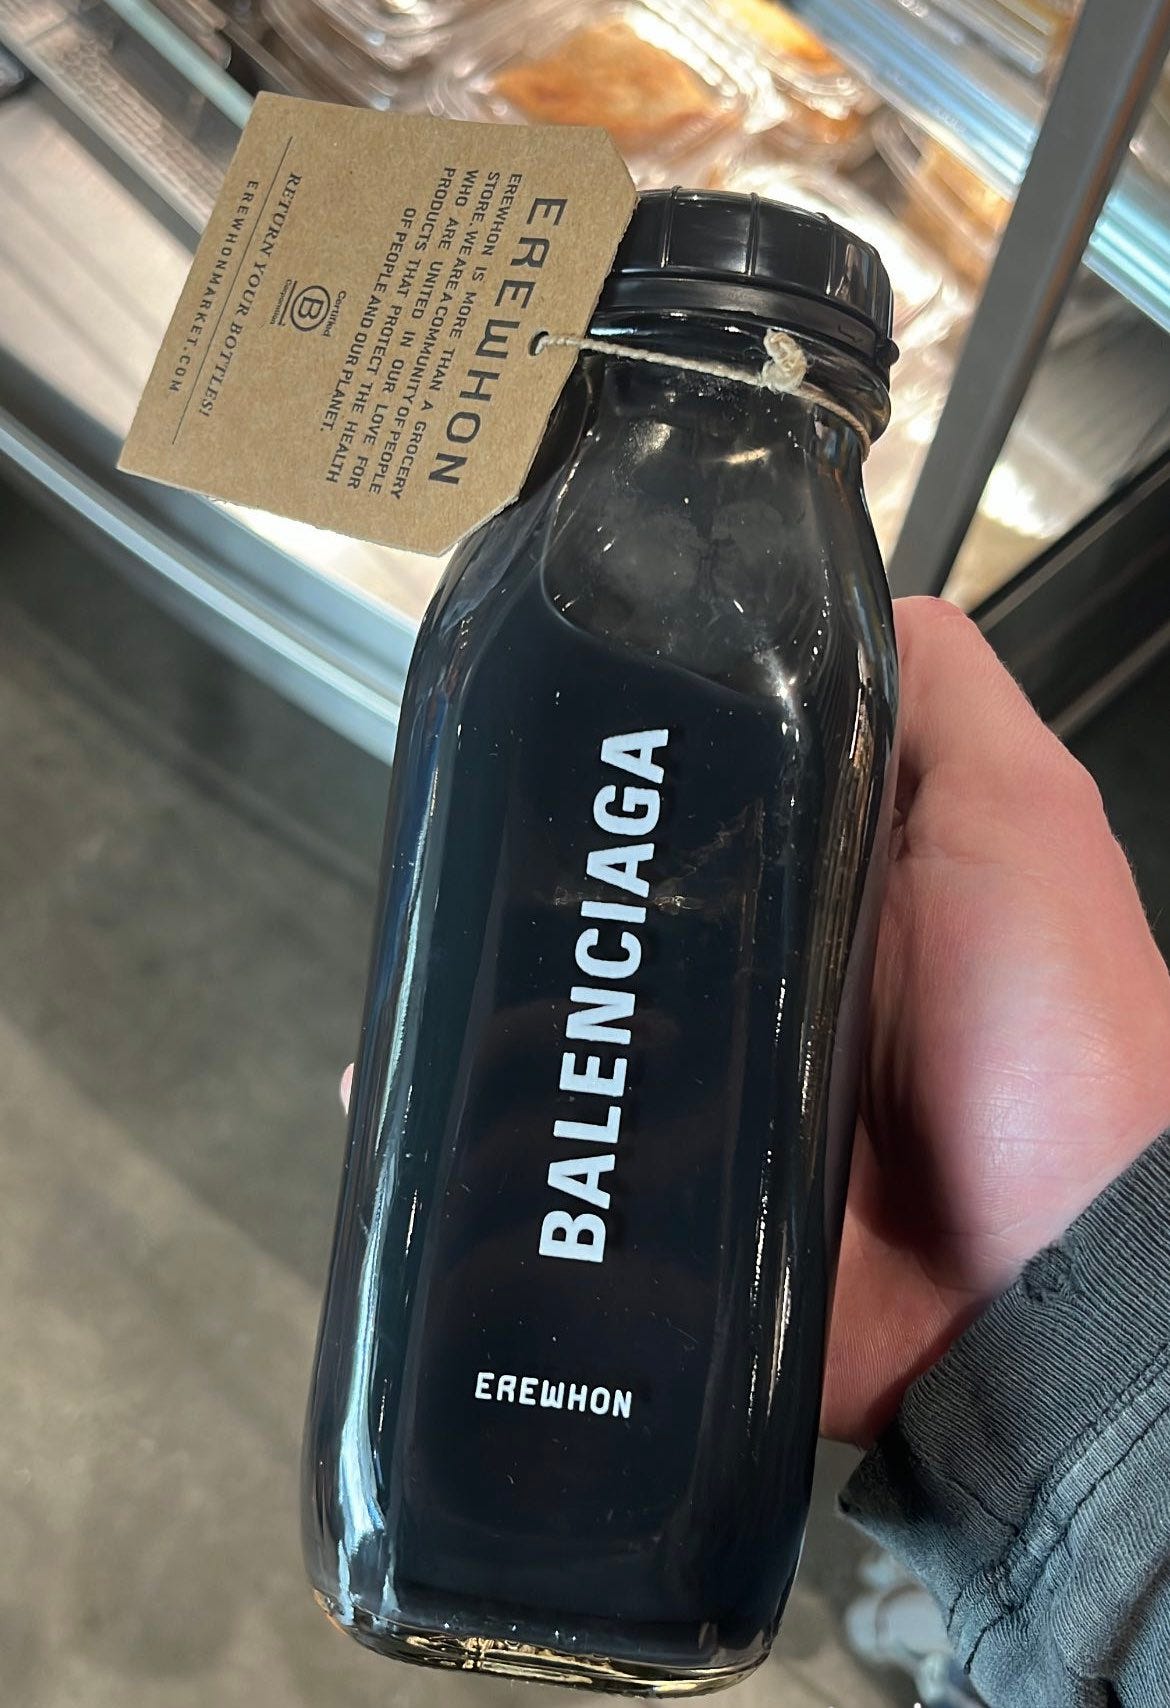 EREWHON
EREWHON IS MORE THAN A GROCERY
STORE. WE ARE A COMMUNITY OF PEOPLE
WHO ARE UNITED IN OUR LOVE FOR
PRODUCTS THAT PROTECT THE HEALTH
OF PEOPLE AND OUR PLANET.
Certified
B
Corporation
RETURN YOUR BOTTLES!
EREWHONMARKET.COM
BALENCIAGA
EREWHON